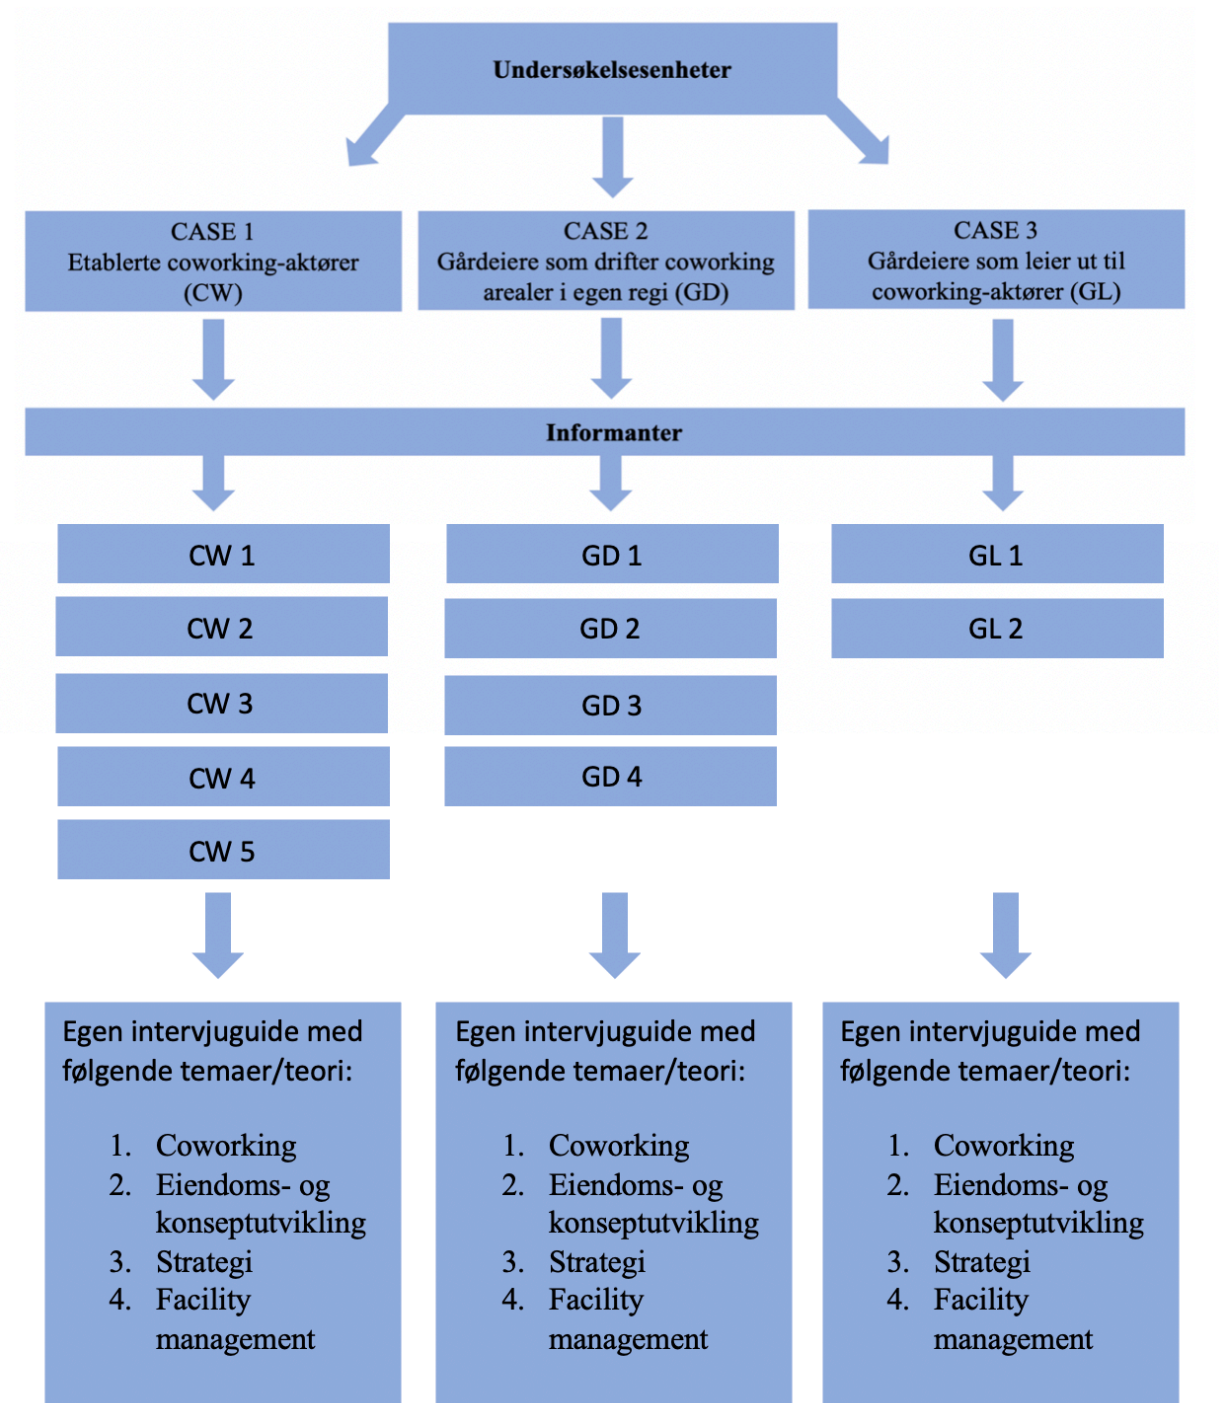 Undersøkelsesenheter
CASE 1
Etablerte coworking-aktører
(CW)
CASE 2
Gårdeiere som drifter coworking
arealer i egen regi (GD)
CASE 3
Gårdeiere som leier ut til
coworking-aktører (GL)
Informanter
CW 1
CW 2
CW 3
CW 4
CW 5
GD 1
GD 2
GD 3
GD 4
GL 1
GL 2
Egen intervjuguide med
følgende temaer/teori:
1. Coworking
2. Eiendoms- og
konseptutvikling
3. Strategi
4. Facility
management
Egen intervjuguide med
følgende temaer/teori:
1. Coworking
2. Eiendoms- og
konseptutvikling
3. Strategi
4. Facility
management
Egen intervjuguide med
følgende temaer/teori:
1. Coworking
2. Eiendoms- og
konseptutvikling
3. Strategi
4. Facility
management